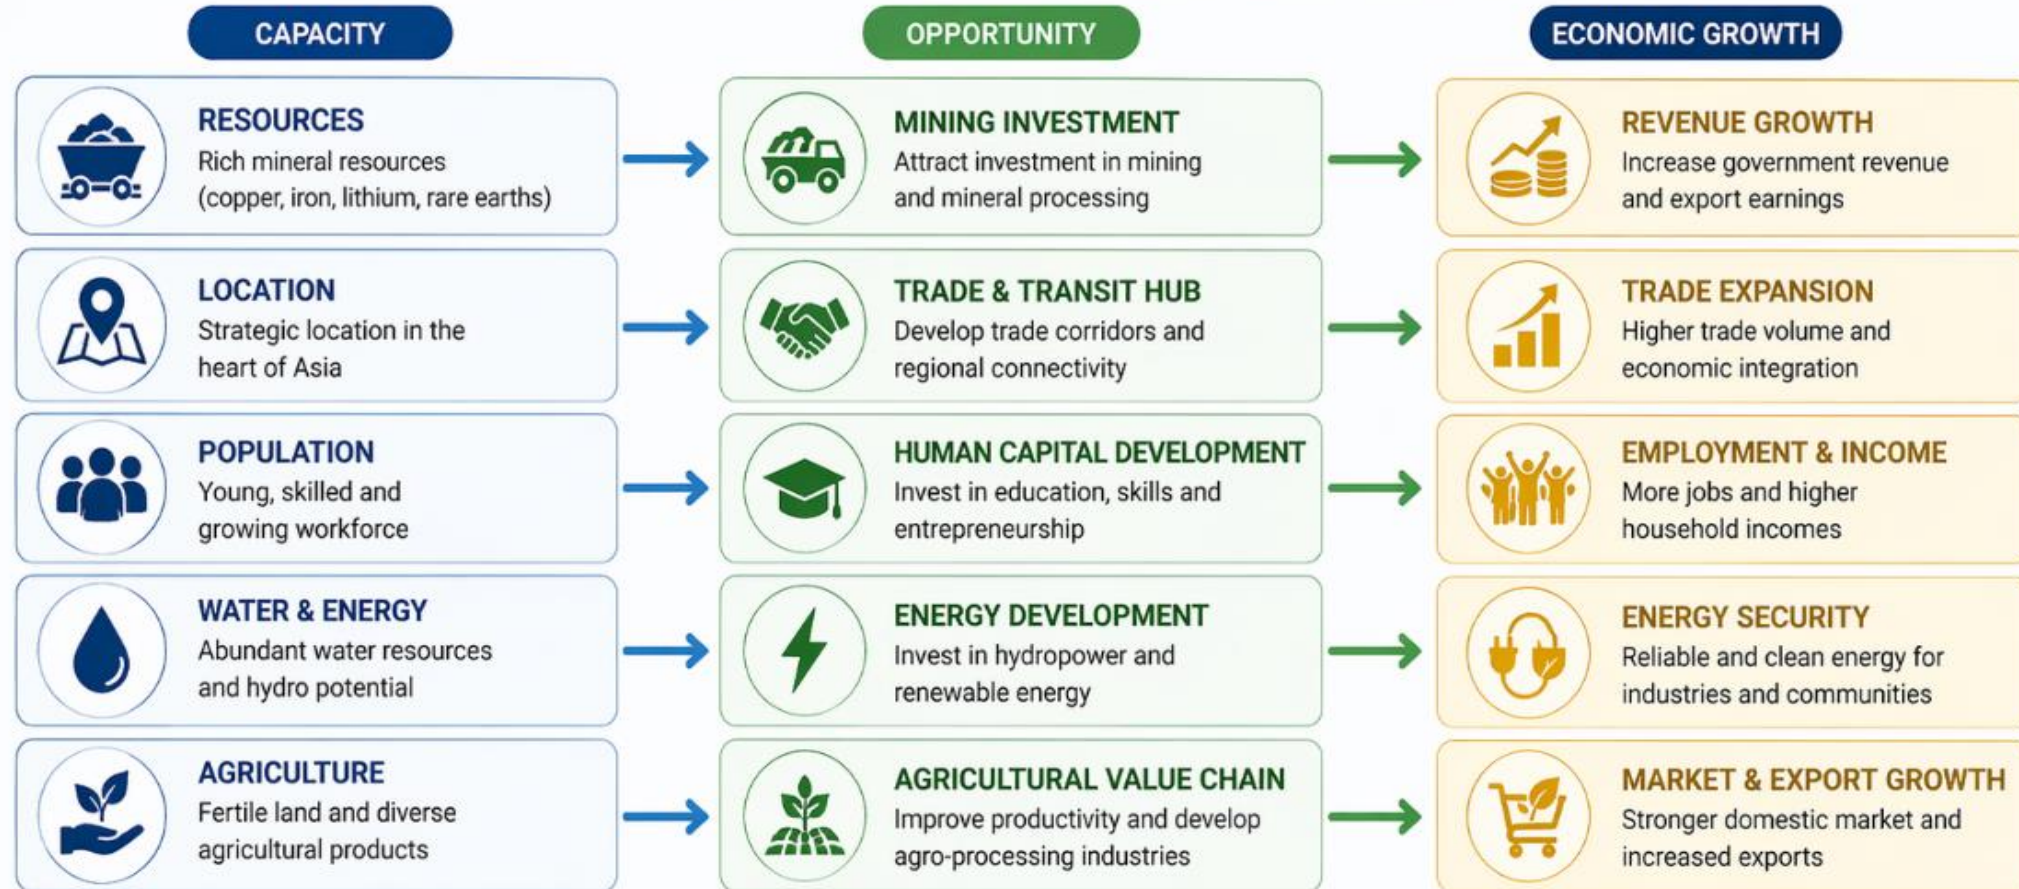 CAPACITY
OPPORTUNITY
ECONOMIC GROWTH
RESOURCES
Rich mineral resources
(copper, iron, lithium, rare earths)
MINING INVESTMENT
Attract investment in mining
and mineral processing
REVENUE GROWTH
Increase government revenue
and export earnings
LOCATION
Strategic location in the
heart of Asia
TRADE & TRANSIT HUB
Develop trade corridors and
regional connectivity
TRADE EXPANSION
Higher trade volume and
economic integration
POPULATION
Young, skilled and
growing workforce
HUMAN CAPITAL DEVELOPMENT
Invest in education, skills and
entrepreneurship
EMPLOYMENT & INCOME
More jobs and higher
household incomes
WATER & ENERGY
Abundant water resources
and hydro potential
ENERGY DEVELOPMENT
Invest in hydropower and
renewable energy
ENERGY SECURITY
Reliable and clean energy for
industries and communities
AGRICULTURE
Fertile land and diverse
agricultural products
AGRICULTURAL VALUE CHAIN
Improve productivity and develop
agro-processing industries
MARKET & EXPORT GROWTH
Stronger domestic market and
increased exports